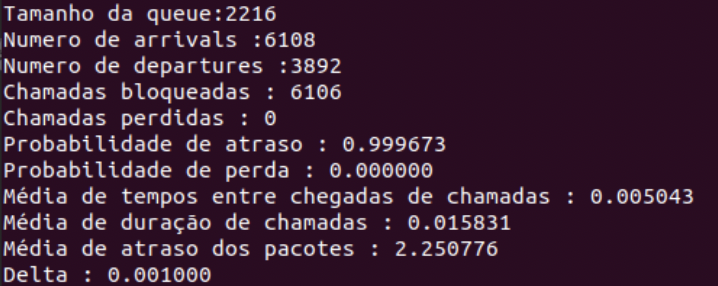 Tamanho da queue:2216
Numero de arrivals :6108
Numero de departures :3892
Chamadas bloqueadas : 6106
Chamadas perdidas : 0
Probabilidade de atraso : 0.999673
Probabilidade de perda : 0.000000
Média de tempos entre chegadas de chamadas : 0.005043
Média de duração de chamadas : 0.015831
Média de atraso dos pacotes : 2.250776
Delta : 0.001000